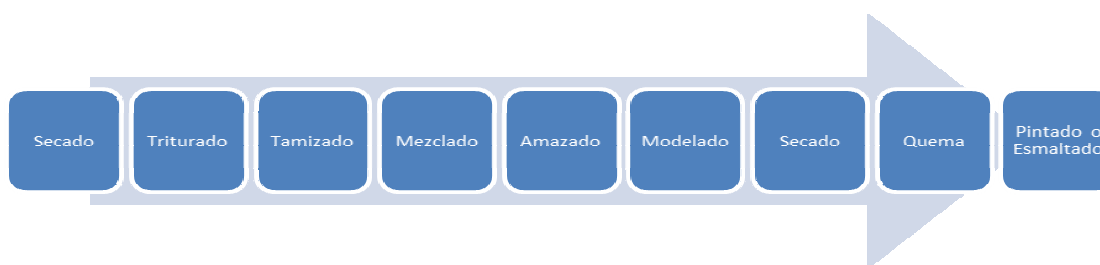 Secado
Triturado
Tamizado
Mezclado
Amazado
Modelado
Secado
Quema
Pintado o
Esmaltado